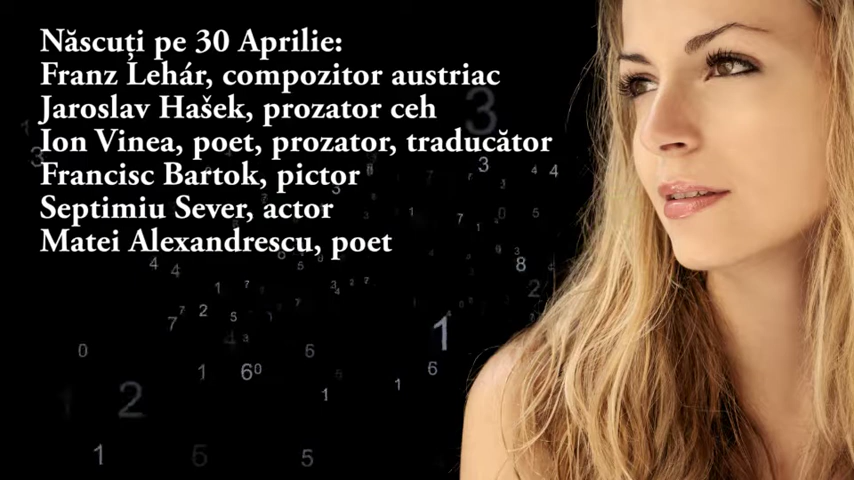 Născuți pe 30 Aprilie:
Franz Lehár, compozitor austriac
Jaroslav Hašek, prozator ceh
Ion Vinea, poet, prozator, traducător
Francisc Bartok, pictor
Septimiu Sever, actor
Matei Alexandrescu, poet